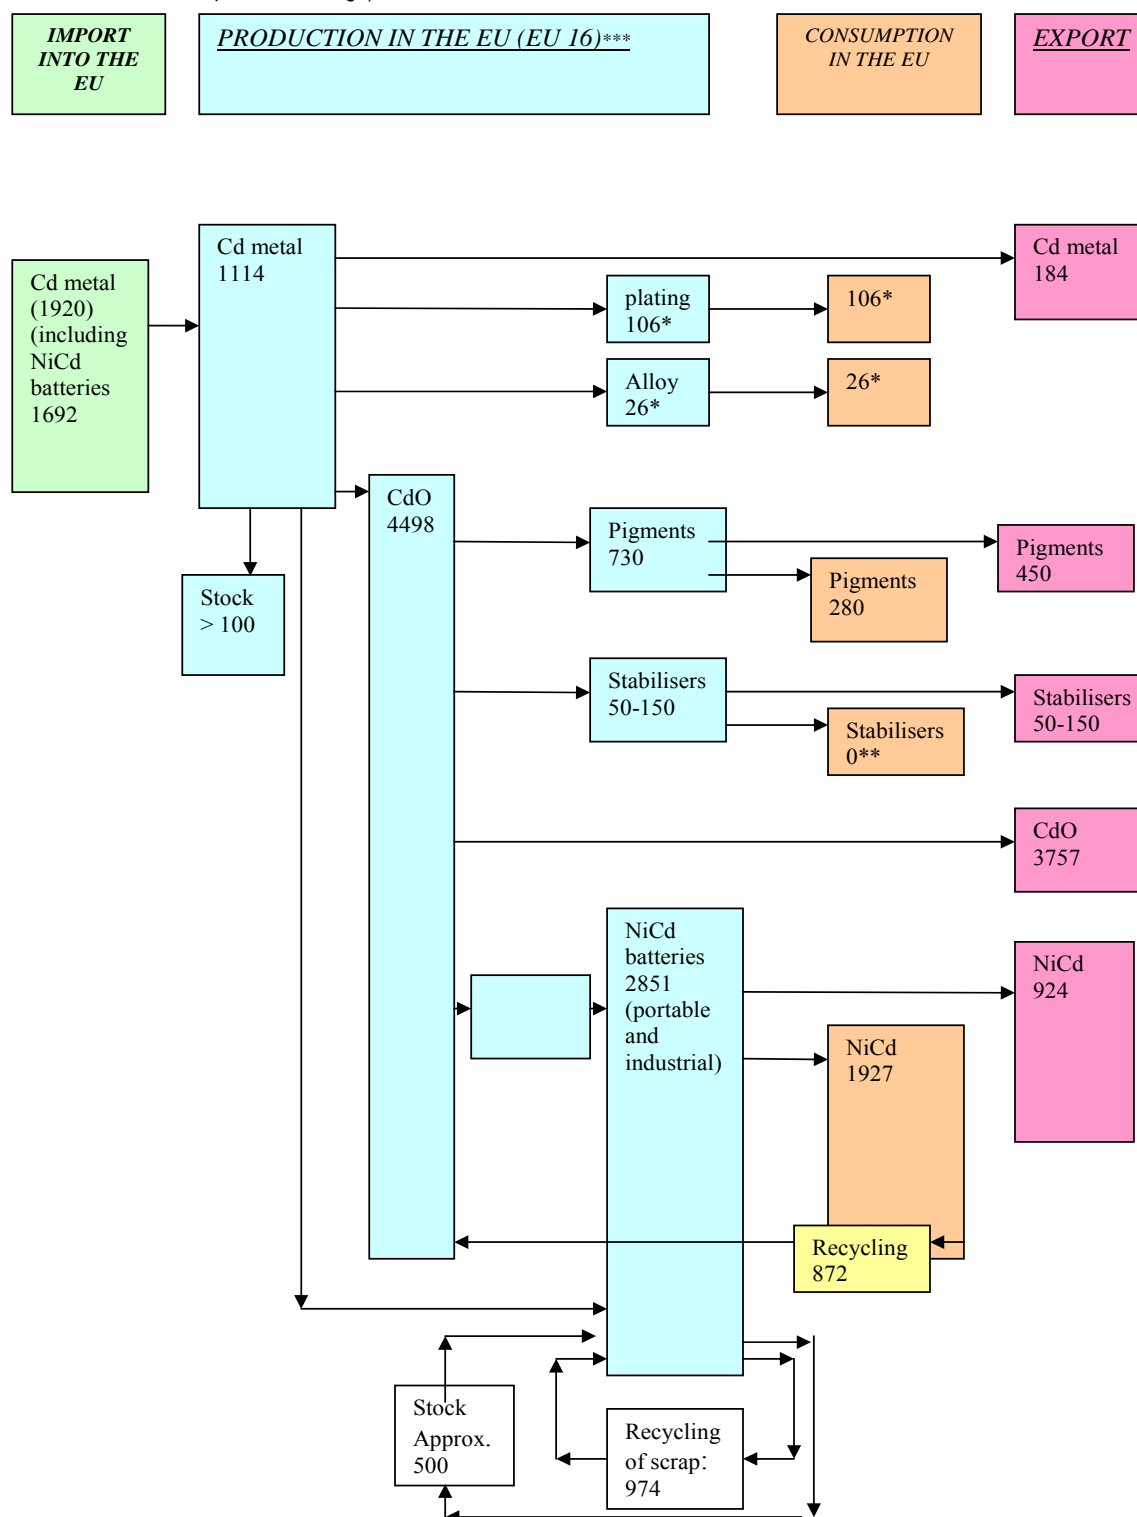 IMPORT
INTO THE
EU
PRODUCTION IN THE EU (EU 16)***
CONSUMPTION
IN THE EU
EXPORT
Cd metal
(1920)
(including
NiCd
batteries
1692
Cd metal
1114
Cd metal
184
plating
106*
106*
Alloy
26*
26*
CdO
4498
Stock
> 100
Pigments
730
Pigments
280
Pigments
450
Stabilisers
50-150
Stabilisers
0**
Stabilisers
50-150
CdO
3757
NiCd
batteries
2851
(portable
and
industrial)
NiCd
924
NiCd
1927
Recycling
872
Stock
Approx.
500
Recycling
of scrap:
974